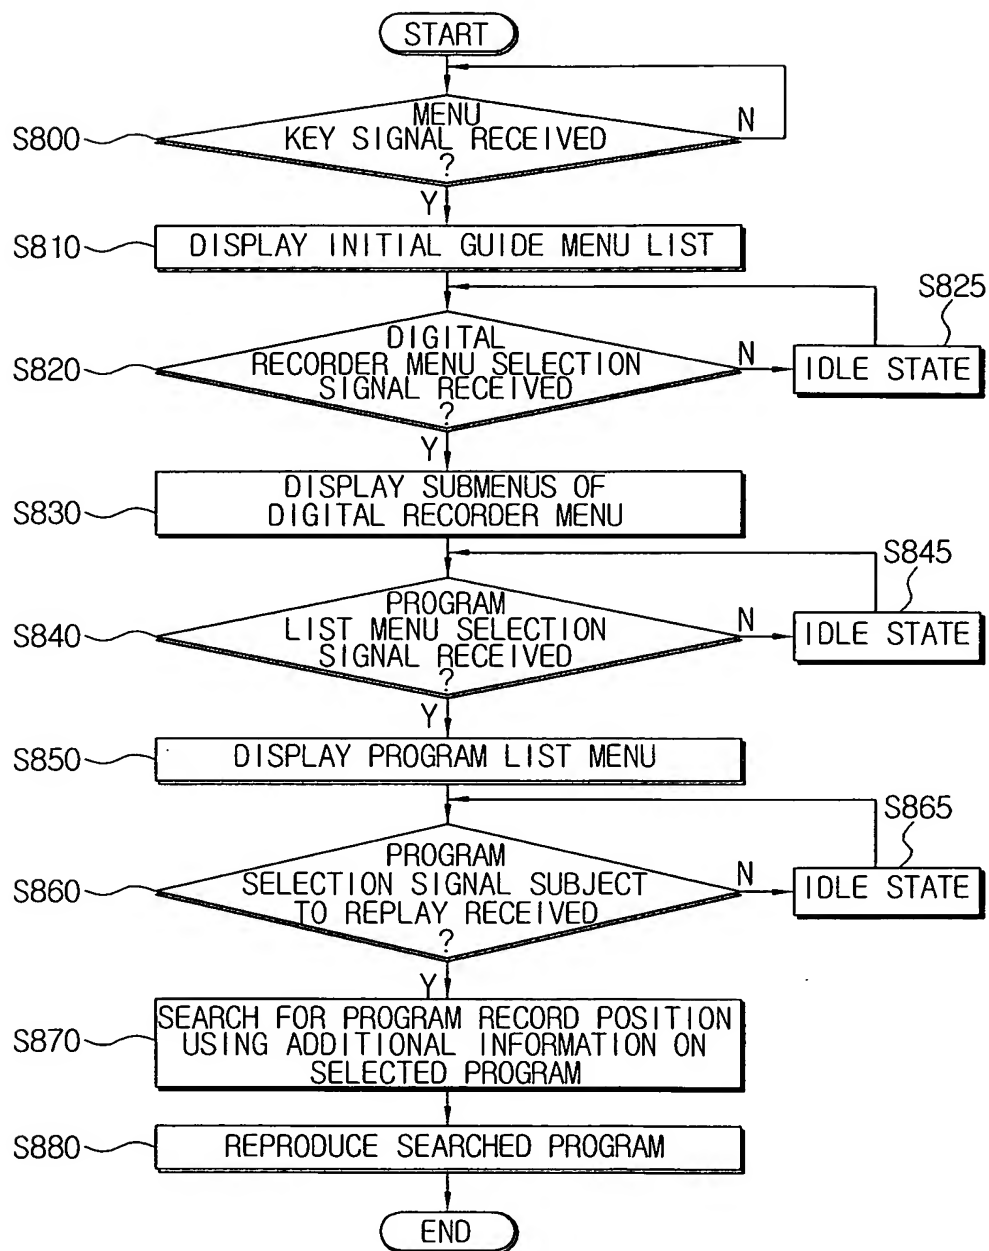 START
MENU
S800
KEY SIGNAL RECEIVED
N
?
Y
S810
DISPLAY INITIAL GUIDE MENU LIST
S825
DIGITAL
S820
RECORDER MENU SELECTION
N
IDLE STATE
SIGNAL RECEIVED
?
Y
S830
DISPLAY SUBMENUS OF
DIGITAL RECORDER MENU
S845
PROGRAM
S840
LIST MENU SELECTION
N
IDLE STATE
SIGNAL RECEIVED
?
Y
S850
DISPLAY PROGRAM LIST MENU
S865
PROGRAM
S860
SELECTION SIGNAL SUBJECT
N
IDLE STATE
TO REPLAY RECEIVED
?
Y
S870
SEARCH FOR PROGRAM RECORD POSITION
USING ADDITIONAL INFORMATION ON
SELECTED PROGRAM
S880
REPRODUCE SEARCHED PROGRAM
END